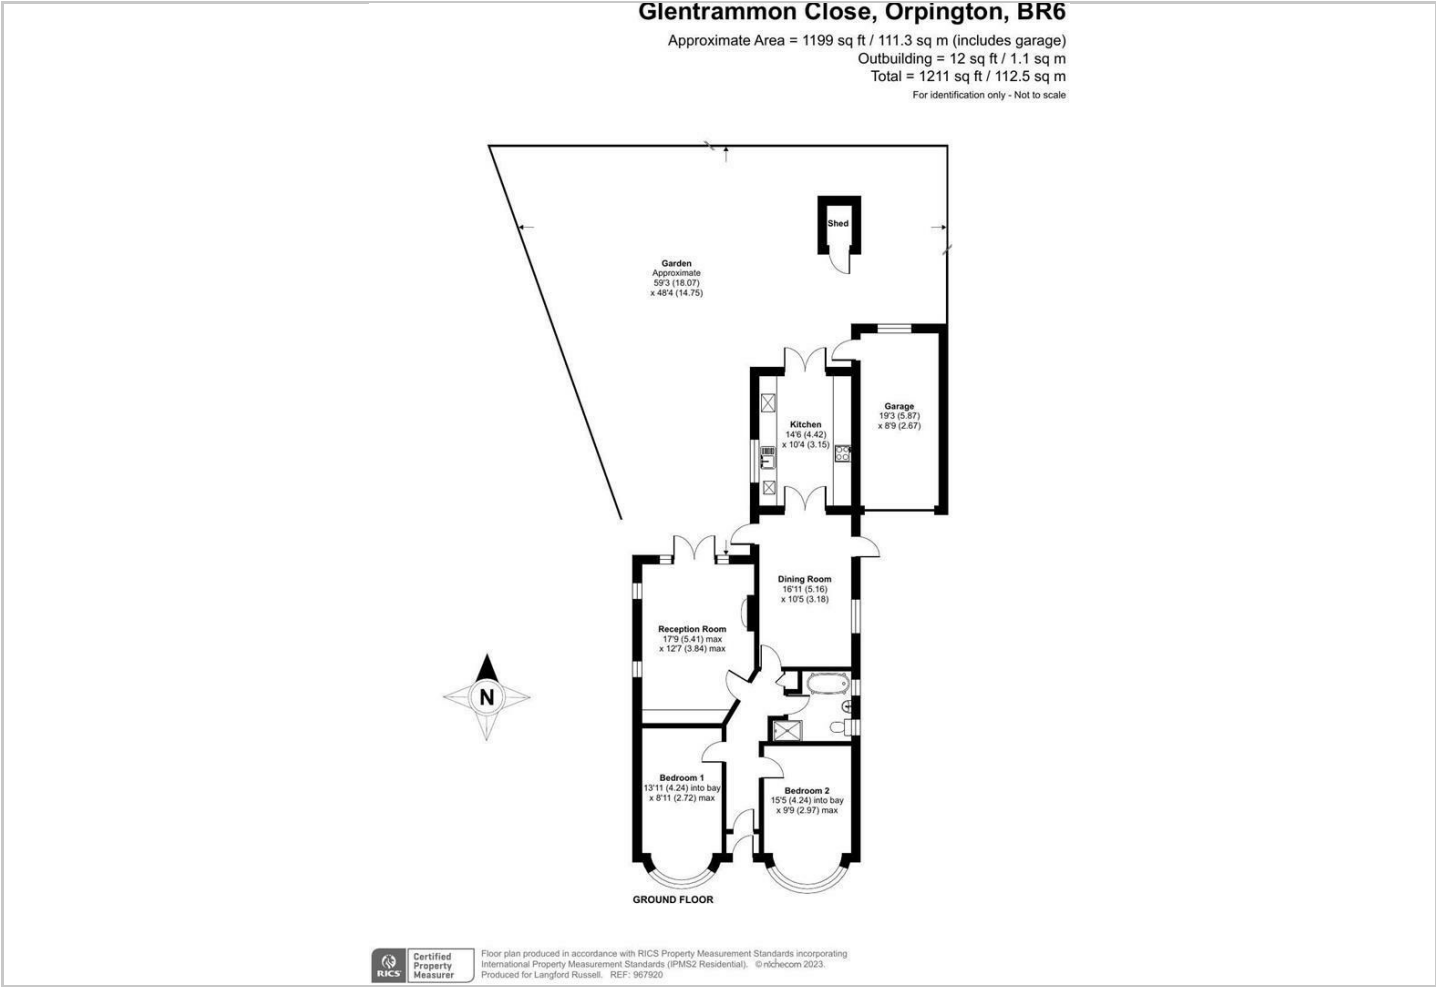 Glentrammon Close, Orpington, BR6
Approximate Area = 1199 sq ft / 111.3 sq m (includes garage)
Outbuilding = 12 sq ft / 1.1 sq m
Total = 1211 sq ft / 112.5 sq m
For identification only - Not to scale
Shed
Garden
Approximate
59'3 (18.07)
x 48'4 (14.75)
Garage
19'3 (5.87)
x 8'9 (2.67)
Kitchen
14'6 (4.42)
x 10'4 (3.15)
Dining Room
16'11 (5.16)
x 10'5 (3.18)
Reception Room
17'9 (5.41) max
x 12'7 (3.84) max
N
Bedroom 1
13'11 (4.24) into bay
x 8'11 (2.72) max
Bedroom 2
15'5 (4.24) into bay
x 9'9 (2.97) max
GROUND FLOOR
RICS
Certified
Property
Measurer
Floor plan produced in accordance with RICS Property Measurement Standards incorporating
International Property Measurement Standards (IPMS2 Residential). © nichecom 2023.
Produced for Langford Russell. REF: 967920